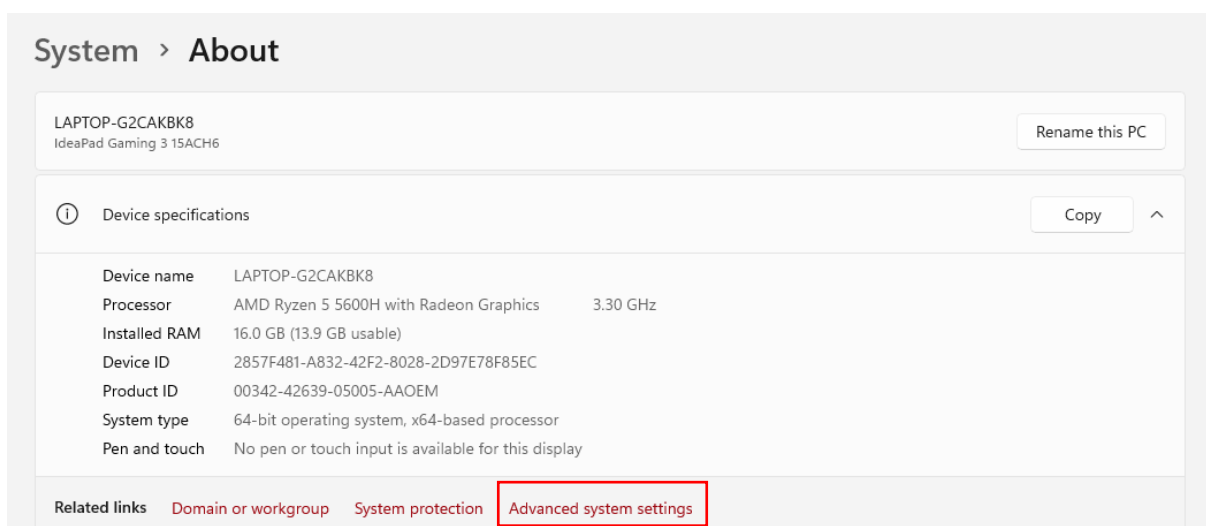 System > About
LAPTOP-G2CAKBK8
IdeaPad Gaming 3 15ACH6
Rename this PC
Device specifications
Copy
Device name LAPTOP-G2CAKBK8
Processor AMD Ryzen 5 5600H with Radeon Graphics 3.30 GHz
Installed RAM 16.0 GB (13.9 GB usable)
Device ID 2857F481-A832-42F2-8028-2D97E78F85EC
Product ID 00342-42639-05005-AAOEM
System type 64-bit operating system, x64-based processor
Pen and touch No pen or touch input is available for this display
Related links Domain or workgroup System protection Advanced system settings